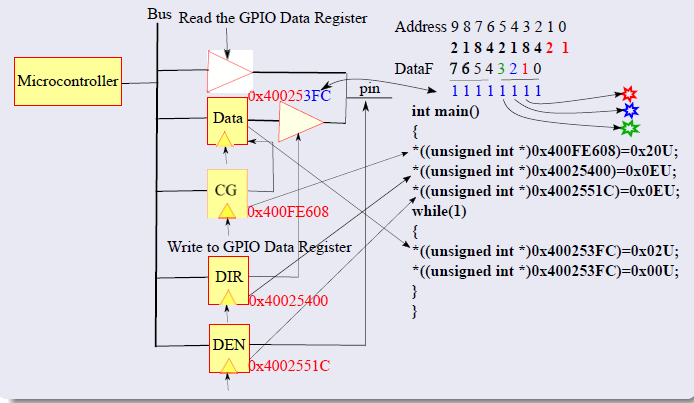 Bus
Read the GPIO Data Register
Address 9 8 7 6 5 4 3 2 1 0
2 1 8 4 2 1 8 4 2 1
DataF 7 6 5 4 3 2 1 0
1 1 1 1 1 1 1 1
Microcontroller
0x400253FC
pin
Data
CG
0x400FE608
Write to GPIO Data Register
DIR
0x40025400
DEN
0x4002551C
int main()
{
*((unsigned int *)0x400FE608)=0x20U;
*((unsigned int *)0x40025400)=0x0EU;
*((unsigned int *)0x4002551C)=0x0EU;
while(1)
{
*((unsigned int *)0x400253FC)=0x02U;
*((unsigned int *)0x400253FC)=0x00U;
}
}